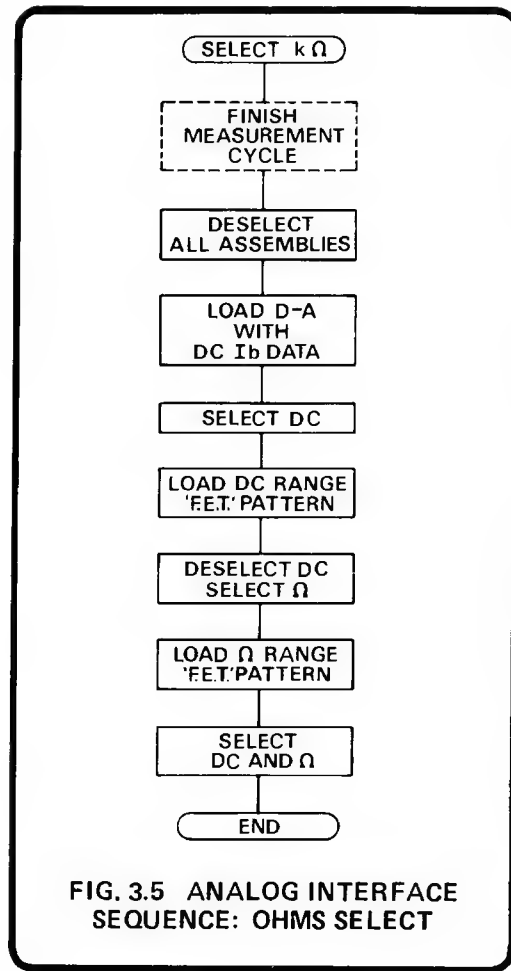 SELECT kΩ
FINISH
MEASUREMENT
CYCLE
DESELECT
ALL ASSEMBLIES
LOAD D-A
WITH
DC Ib DATA
SELECT DC
LOAD DC RANGE
'F.E.T.' PATTERN
DESELECT DC
SELECT Ω
LOAD Ω RANGE
'F.E.T.' PATTERN
SELECT
DC AND Ω
END
FIG. 3.5 ANALOG INTERFACE
SEQUENCE: OHMS SELECT